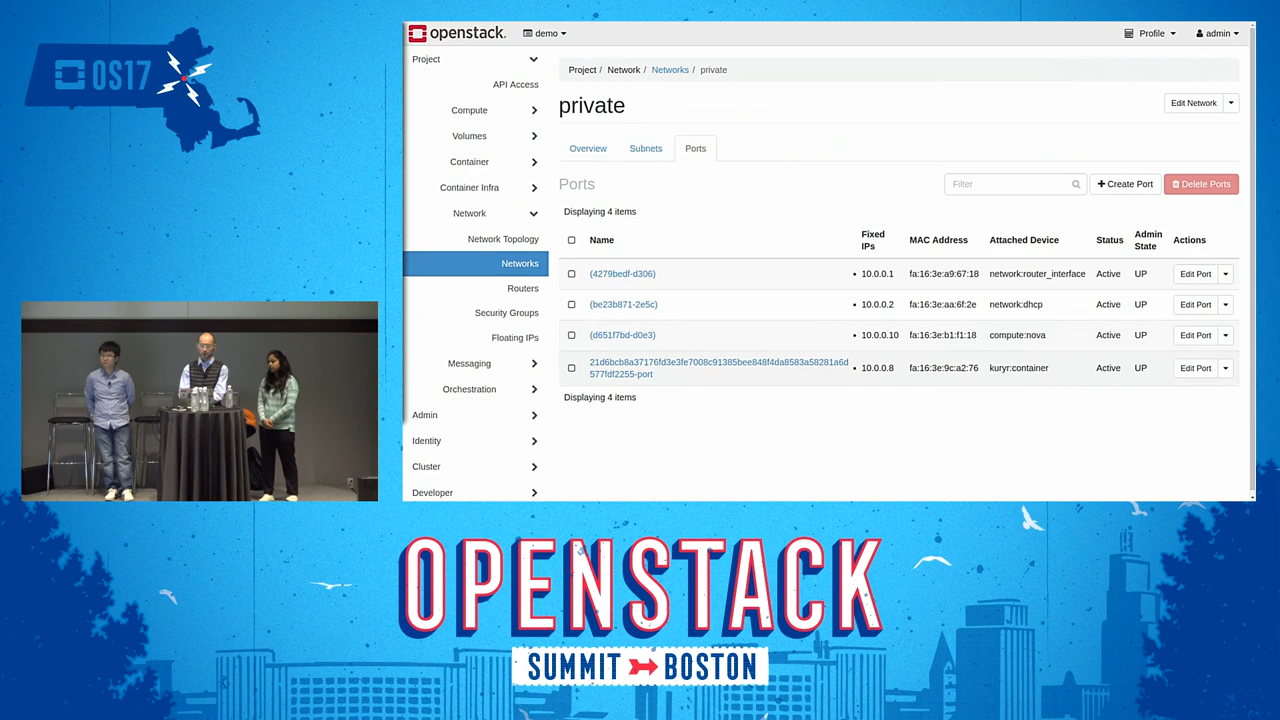 OS17
openstack.
demo
Profile
admin
Project
API Access
Compute
Volumes
Container
Container Infra
Network
Network Topology
Networks
Routers
Security Groups
Floating IPs
Messaging
Orchestration
Admin
Identity
Cluster
Developer
Project / Network / Networks / private
private
Edit Network
Overview
Subnets
Ports
Ports
Filter
Create Port
Delete Ports
Displaying 4 items
Name Fixed IPs MAC Address Attached Device Status Admin State Actions
(4279bedf-d306) • 10.0.0.1 fa:16:3e:a9:67:18 network:router_interface Active UP Edit Port
(be23b871-2e5c) • 10.0.0.2 fa:16:3e:aa:6f:2e network:dhcp Active UP Edit Port
(d651f7bd-d0e3) • 10.0.0.10 fa:16:3e:b1:f1:18 compute:nova Active UP Edit Port
21d6bcb8a37176fd3e3fe7008c91385bee848f4da8583a58281a6d • 10.0.0.8 fa:16:3e:9c:a2:76 kuryr:container Active UP Edit Port
577fdf2255-port
Displaying 4 items
OPENSTACK
SUMMIT BOSTON